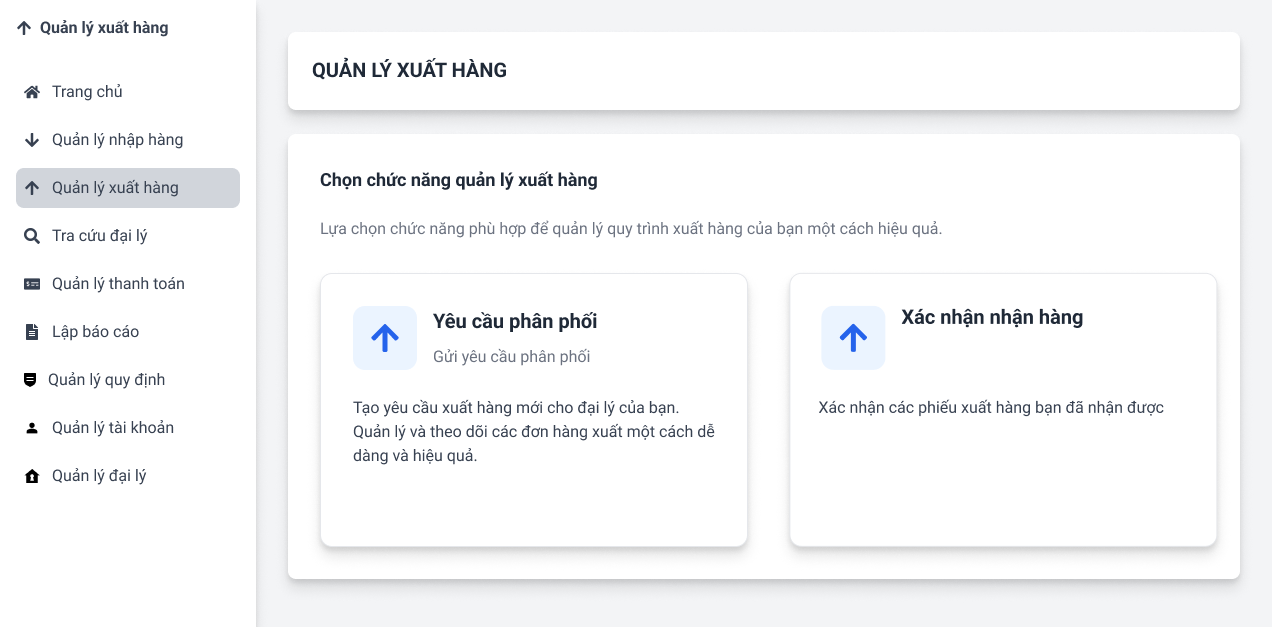 Quản lý xuất hàng
Trang chủ
Quản lý nhập hàng
Quản lý xuất hàng
Tra cứu đại lý
Quản lý thanh toán
Lập báo cáo
Quản lý quy định
Quản lý tài khoản
Quản lý đại lý
QUẢN LÝ XUẤT HÀNG
Chọn chức năng quản lý xuất hàng
Lựa chọn chức năng phù hợp để quản lý quy trình xuất hàng của bạn một cách hiệu quả.
Yêu cầu phân phối
Gửi yêu cầu phân phối
Tạo yêu cầu xuất hàng mới cho đại lý của bạn.
Quản lý và theo dõi các đơn hàng xuất một cách dễ
dàng và hiệu quả.
Xác nhận nhận hàng
Xác nhận các phiếu xuất hàng bạn đã nhận được